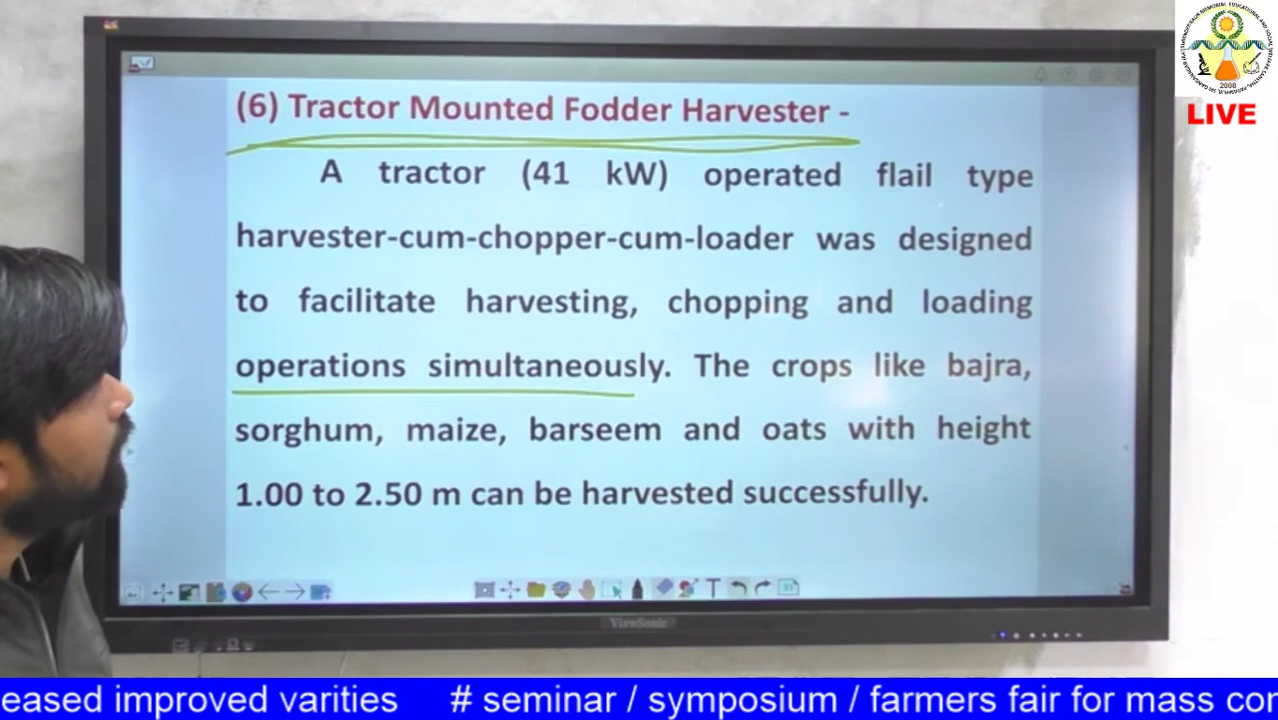 (6) Tractor Mounted Fodder Harvester -
A tractor (41 kW) operated flail type
harvester-cum-chopper-cum-loader was designed
to facilitate harvesting, chopping and loading
operations simultaneously. The crops like bajra,
sorghum, maize, barseem and oats with height
1.00 to 2.50 m can be harvested successfully.
ViewSonic
2008
LIVE
eased improved varities # seminar / symposium / farmers fair for mass cor